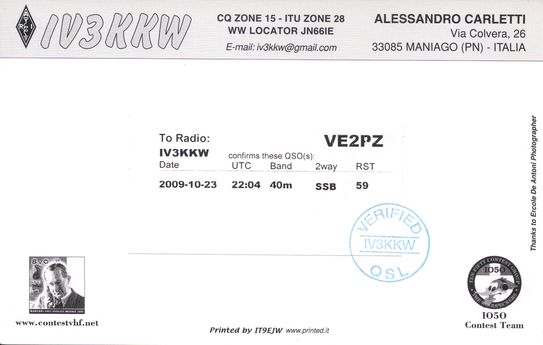 IV3KKW
CQ ZONE 15 - ITU ZONE 28
WW LOCATOR JN66IE
E-mail: iv3kkw@gmail.com
ALESSANDRO CARLETTI
Via Colvera, 26
33085 MANIAGO (PN) - ITALIA
To Radio: VE2PZ
IV3KKW confirms these QSO(s):
Date UTC Band 2way RST
2009-10-23 22:04 40m SSB 59
VERIFIED
IV3KKW
QSL
Thanks to Ercole De Antoni Photographer
www.contestvhf.net
Printed by IT9EJW www.printed.it
IO5O
IO5O
Contest Team